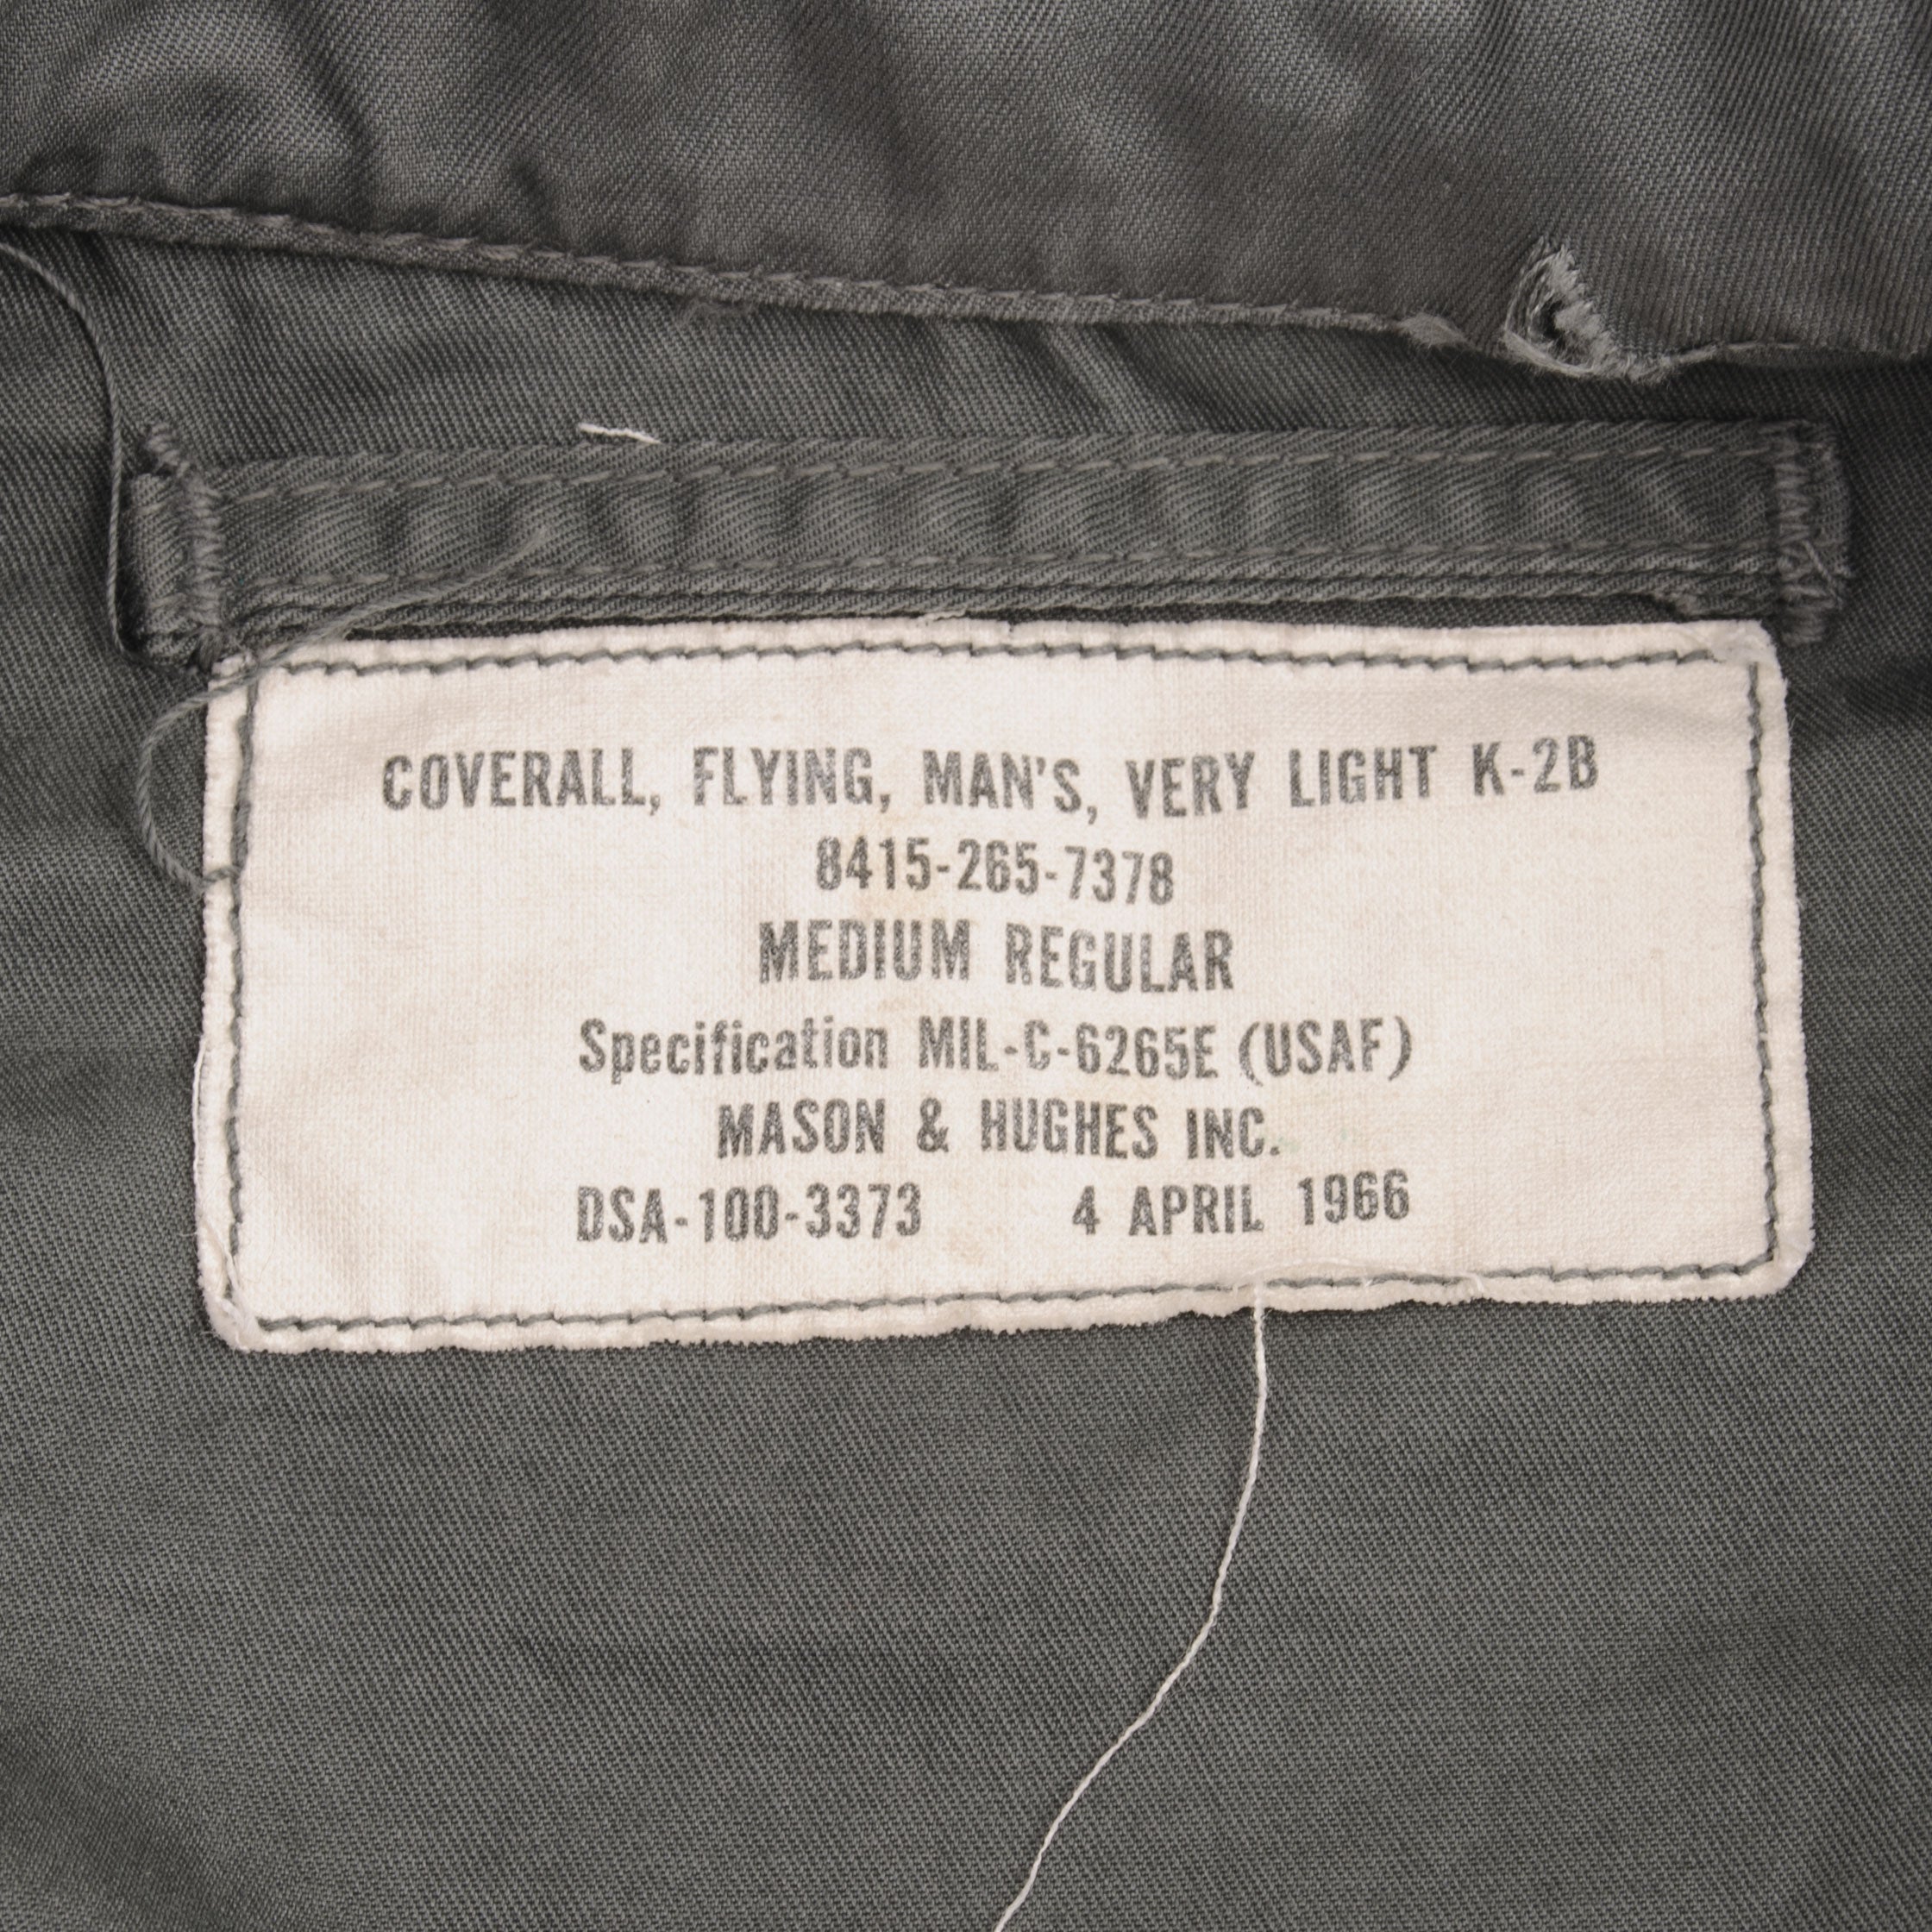 COVERALL, FLYING, MAN'S, VERY LIGHT K-2B
8415-265-7378
MEDIUM REGULAR
Specification MIL-C-6265E (USAF)
MASON & HUGHES INC.
DSA-100-3373 4 APRIL 1966